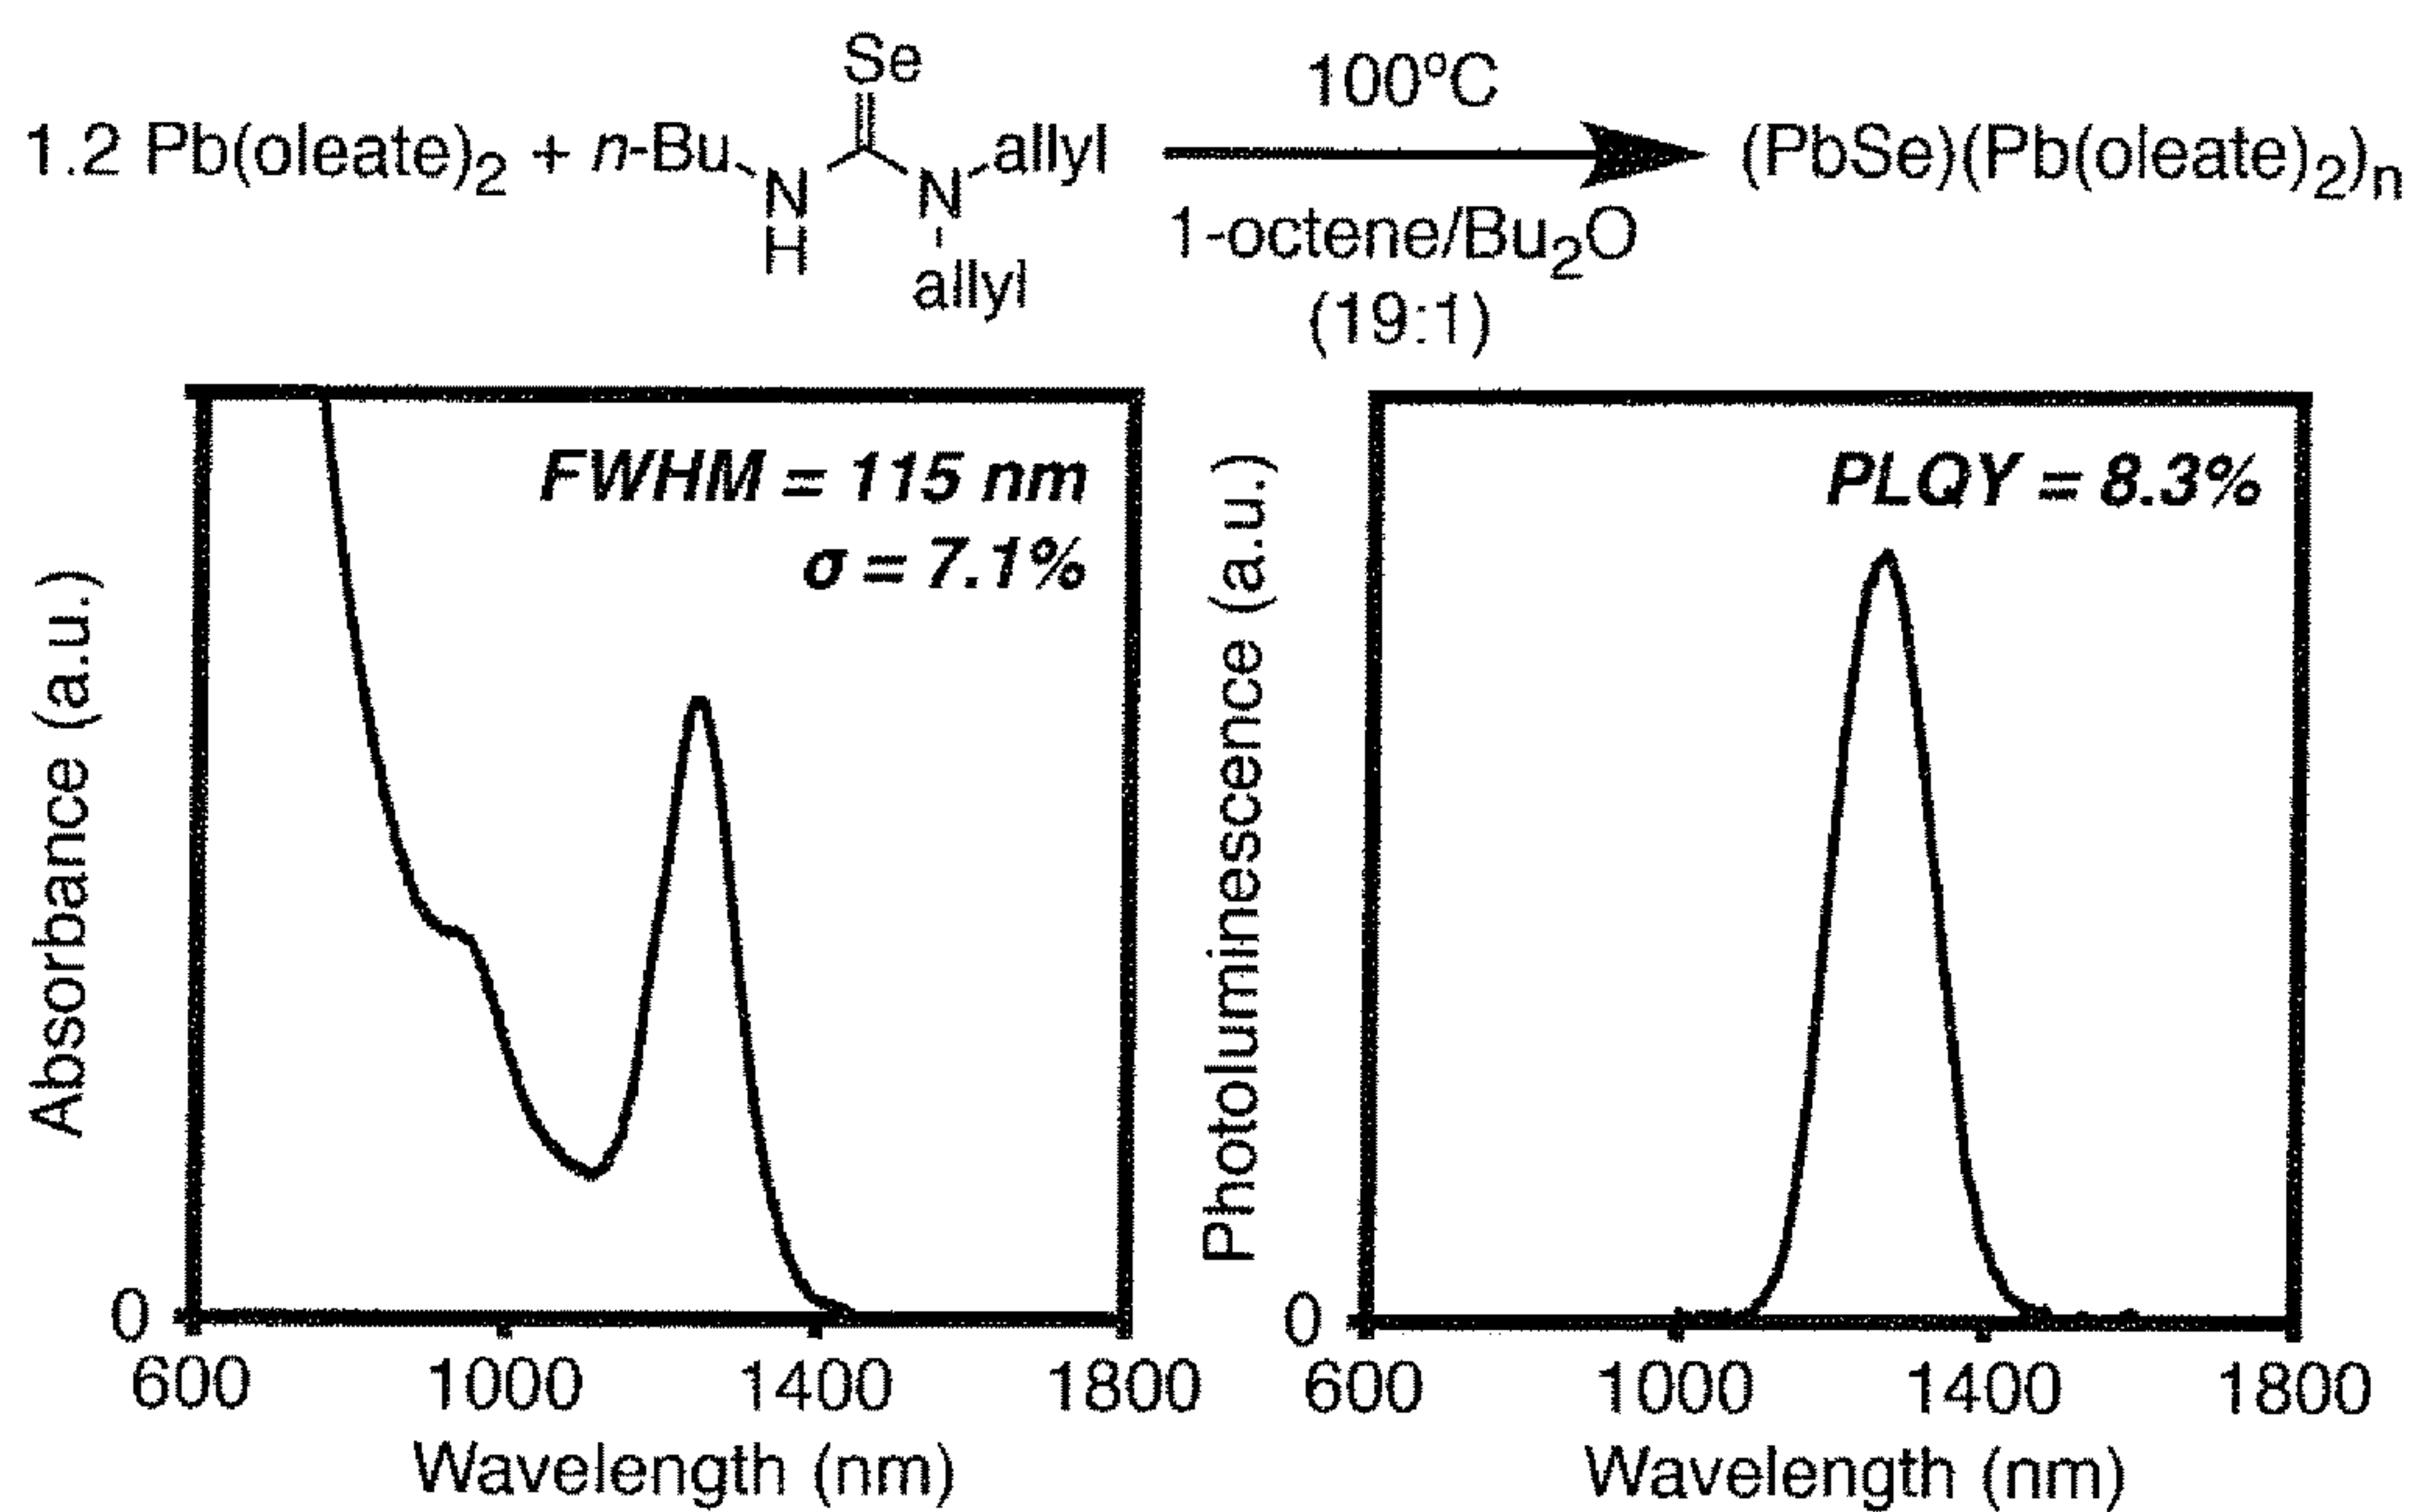 Se
100°C
1.2 Pb(oleate)2 + n-Bu N allyl (PbSe)(Pb(oleate)2)n
H N
allyl
1-octene/Bu2O
(19:1)
FWHM = 115 nm
σ = 7.1%
Absorbance (a.u.)
0
600 1000 1400 1800
Wavelength (nm)
PLQY = 8.3%
Photoluminescence (a.u.)
0
600 1000 1400 1800
Wavelength (nm)